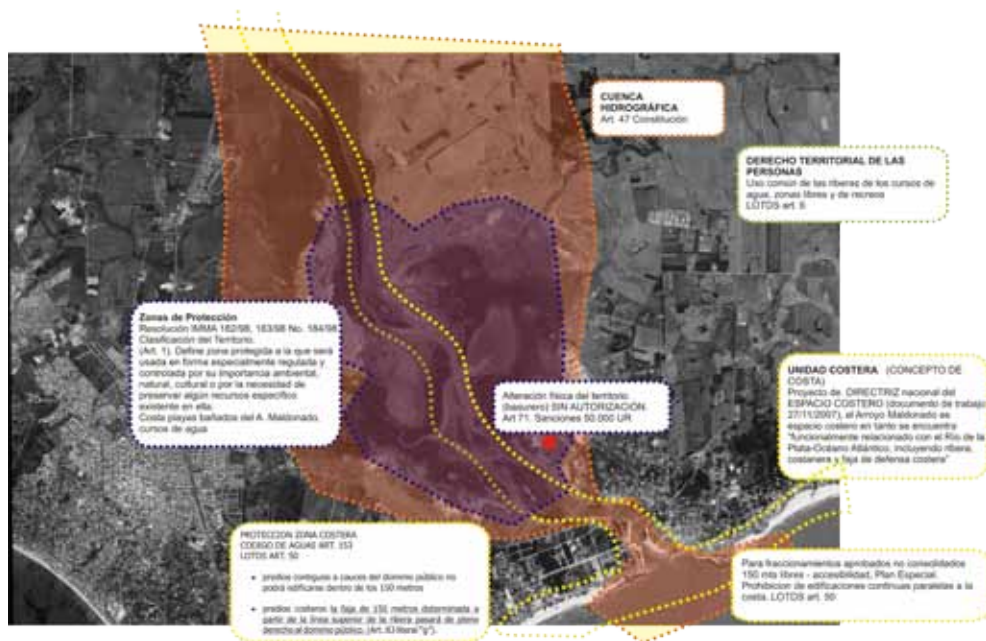 CUENCA
HIDROGRÁFICA
Art. 47 Constitución
DERECHO TERRITORIAL DE LAS
PERSONAS
Uso común de las riberas de los cursos de
agua, zonas libres y de recreos
LOTDS art. 6
Zonas de Protección
Resolución IMMA 182/98, 183/98 No. 184/98
Clasificación del Territorio.
(Art. 1). Define zona protegida a la que será
usada en forma especialmente regulada y
controlada por su importancia ambiental,
natural, cultural o por la necesidad de
preservar algún recursos específico
existente en ella.
Costa playas bañados del A. Maldonado,
cursos de agua
Alteración física del territorio
(basurero) SIN AUTORIZACIÓN.
Art 71. Sanciones 50.000 UR
UNIDAD COSTERA (CONCEPTO DE
COSTA)
Proyecto de. DIRECTRIZ nacional del
ESPACIO COSTERO (documento de trabajo
27/11/2007), el Arroyo Maldonado es
espacio costero en tanto se encuentra
"funcionalmente relacionado con el Río de la
Plata-Océano Atlántico, incluyendo ribera,
costanera y faja de defensa costera"
PROTECCION ZONA COSTERA
CODIGO DE AGUAS ART. 153
LOTDS ART. 50
• predios contiguos a cauces del dominio público no
podrá edificarse dentro de los 150 metros
• predios costeros la faja de 150 metros determinada a
partir de la línea superior de la ribera pasará de pleno
derecho al dominio público. (Art. 83 literal "g").
Para fraccionamientos aprobados no consolidados
150 mts libres - accesibilidad, Plan Especial.
Prohibicion de edificaciones continuas paralelas a la
costa. LOTDS art. 50